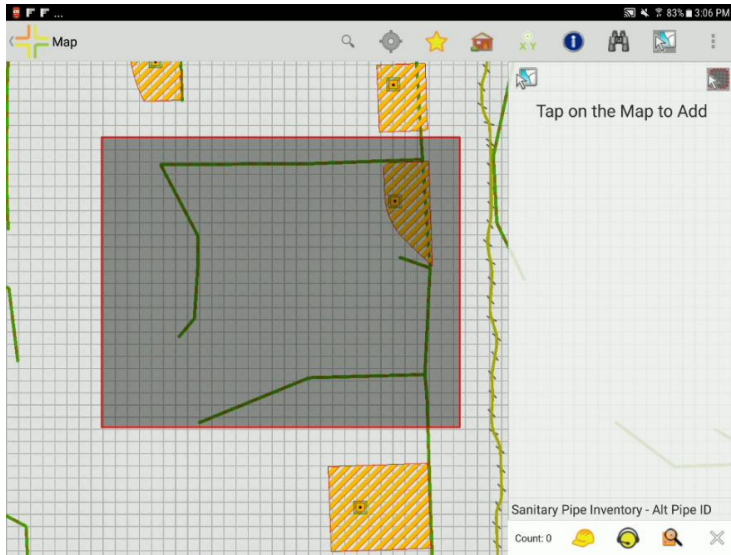 F F ...
83% 3:06 PM
Map
X Y
i
Tap on the Map to Add
Sanitary Pipe Inventory - Alt Pipe ID
Count: 0